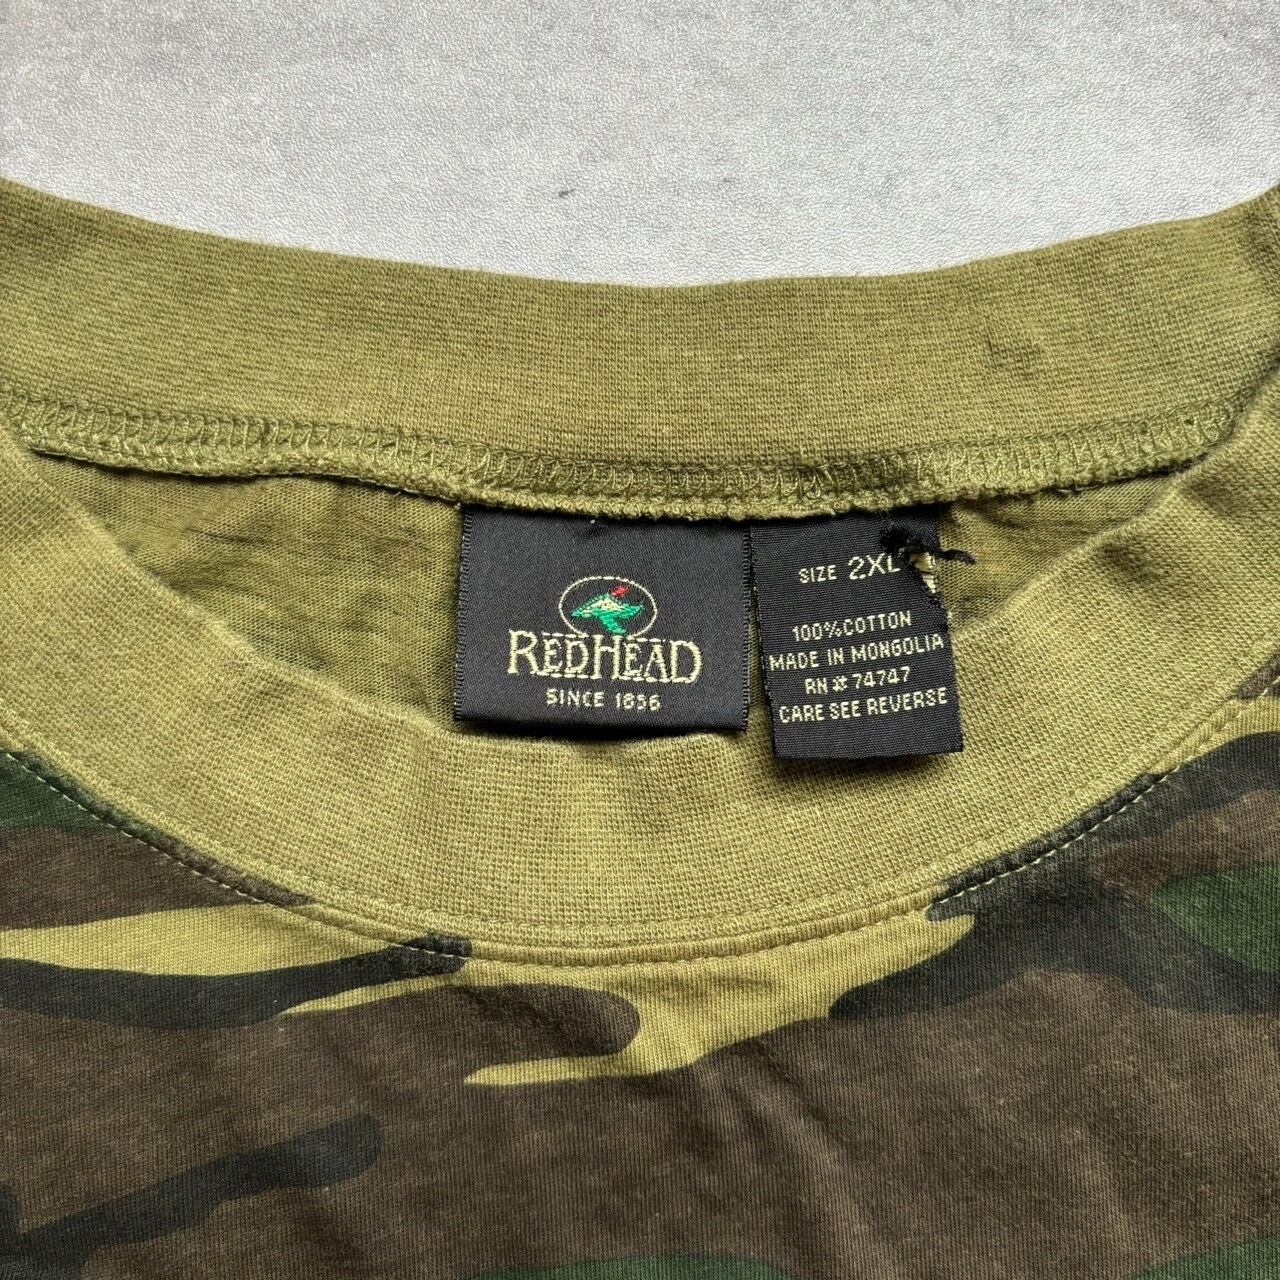 REDHEAD
SINCE 1856
SIZE 2XL
100%COTTON
MADE IN MONGOLIA
RN # 74747
CARE SEE REVERSE